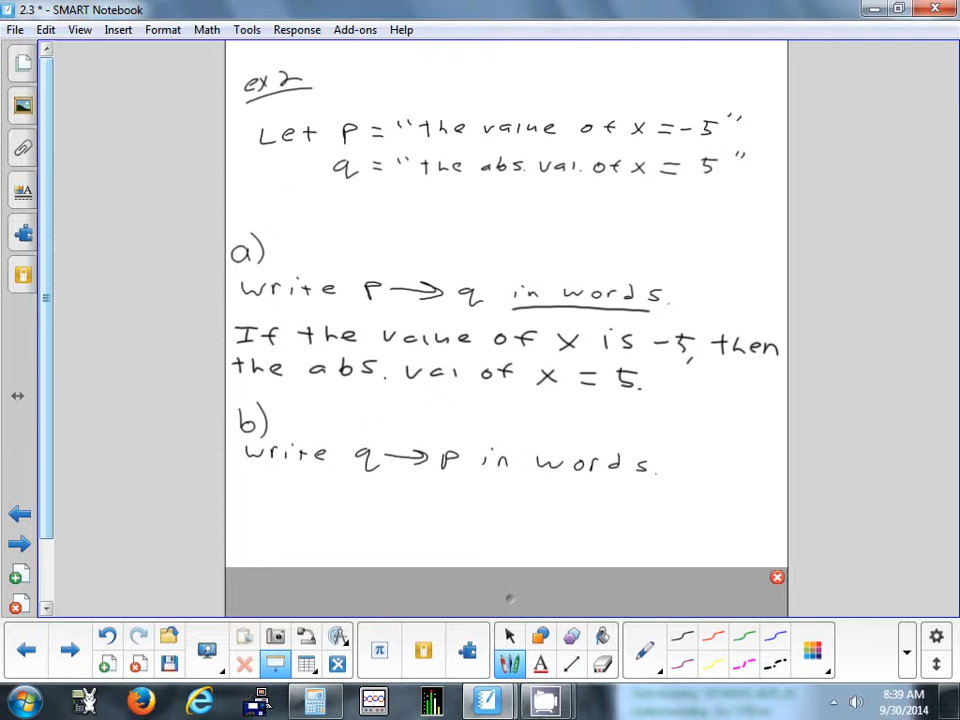 2.3 * - SMART Notebook
File Edit View Insert Format Math Tools Response Add-ons Help
ex 2
Let p = "the value of x = -5"
q = "the abs. val. of x = 5"
a)
Write p → q in words.
If the value of x is -5, then
the abs. val of x = 5.
b)
Write q → p in words.
8:39 AM
9/30/2014